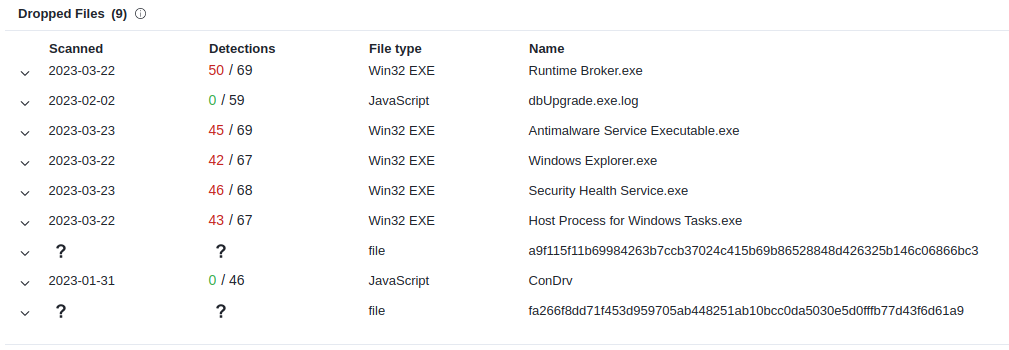 Dropped Files (9)
Scanned Detections File type Name
2023-03-22 50 / 69 Win32 EXE Runtime Broker.exe
2023-02-02 0 / 59 JavaScript dbUpgrade.exe.log
2023-03-23 45 / 69 Win32 EXE Antimalware Service Executable.exe
2023-03-22 42 / 67 Win32 EXE Windows Explorer.exe
2023-03-23 46 / 68 Win32 EXE Security Health Service.exe
2023-03-22 43 / 67 Win32 EXE Host Process for Windows Tasks.exe
? ? file a9f115f11b69984263b7ccb37024c415b69b86528848d426325b146c06866bc3
2023-01-31 0 / 46 JavaScript ConDrv
? ? file fa266f8dd71f453d959705ab448251ab10bcc0da5030e5d0fffb77d43f6d61a9